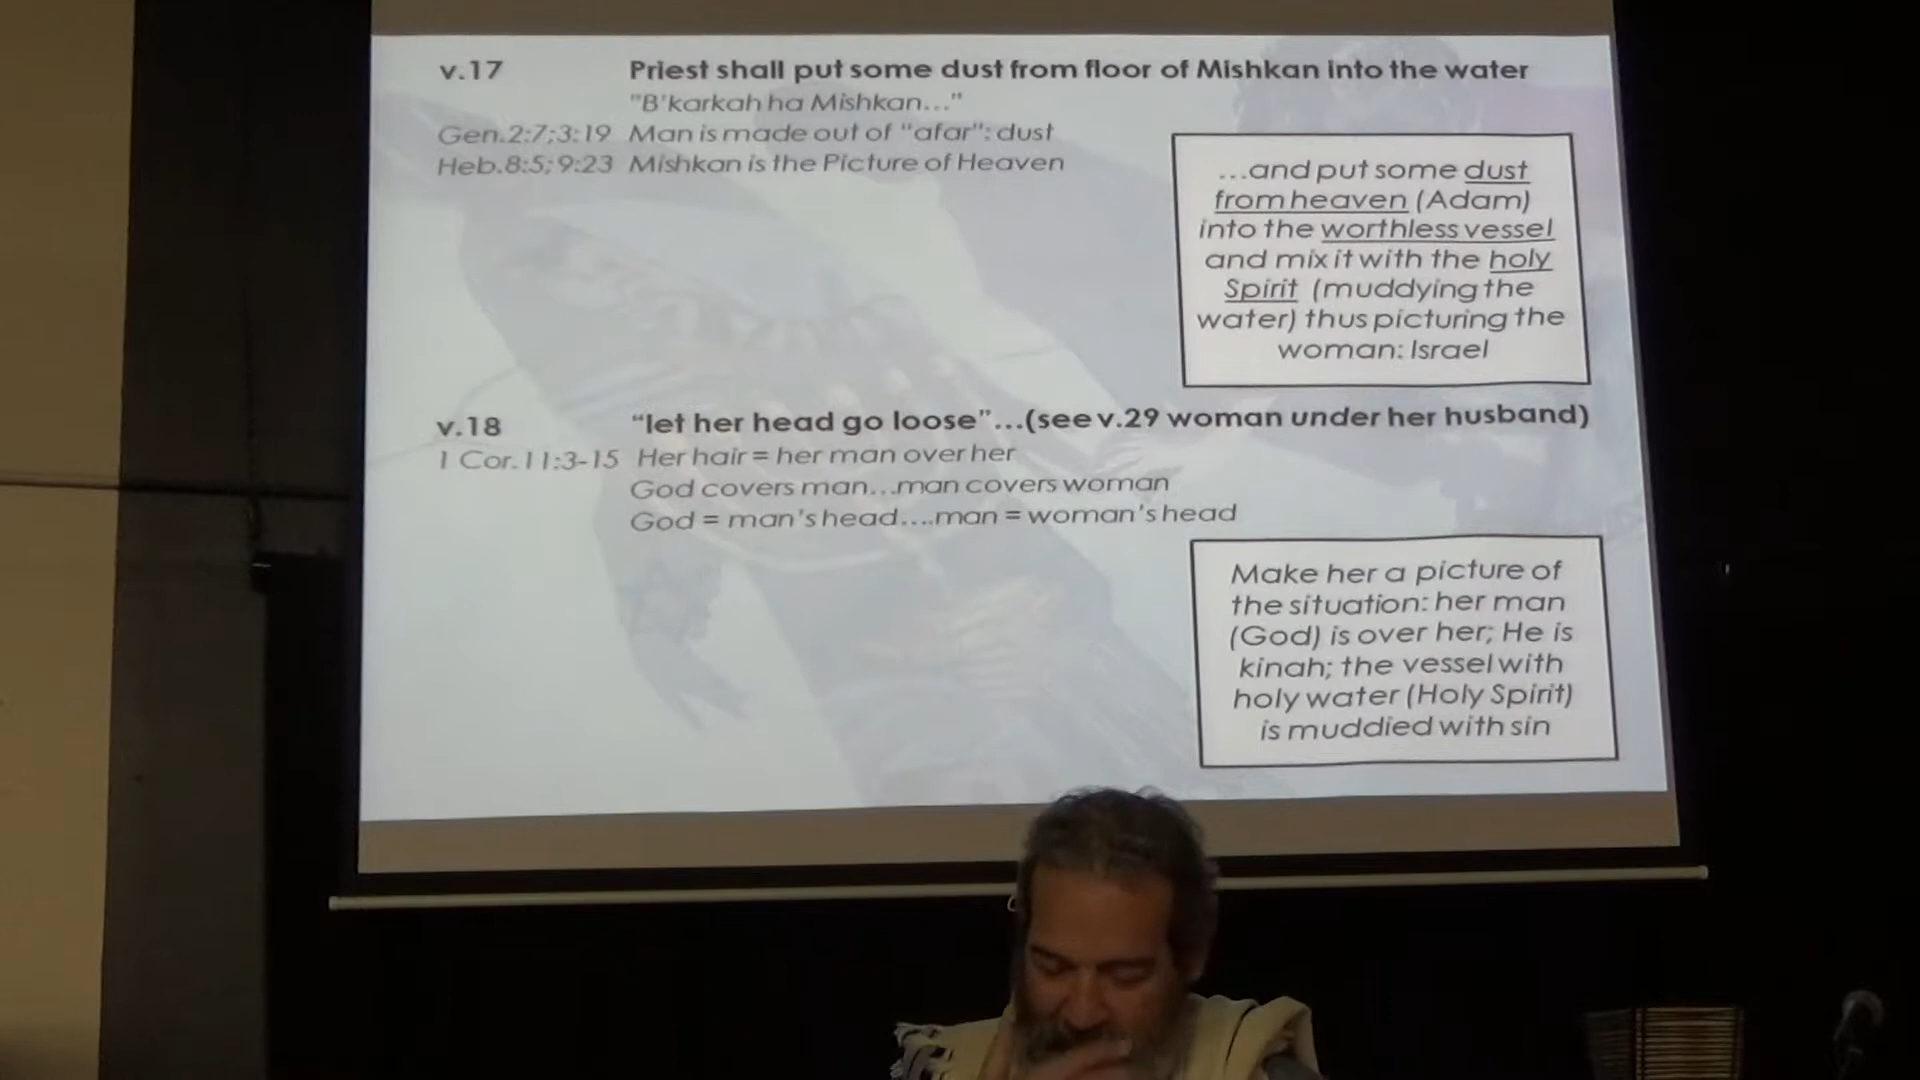 v.17 Priest shall put some dust from floor of Mishkan into the water
"B'karkah ha Mishkan..."
Gen.2:7;3:19 Man is made out of "afar": dust
Heb.8:5;9:23 Mishkan is the Picture of Heaven
...and put some dust
from heaven (Adam)
into the worthless vessel
and mix it with the holy
Spirit (muddying the
water) thus picturing the
woman: Israel
v.18 “let her head go loose”...(see v.29 woman under her husband)
1 Cor.11:3-15 Her hair = her man over her
God covers man...man covers woman
God = man's head....man = woman's head
Make her a picture of
the situation: her man
(God) is over her; He is
kinah; the vessel with
holy water (Holy Spirit)
is muddied with sin